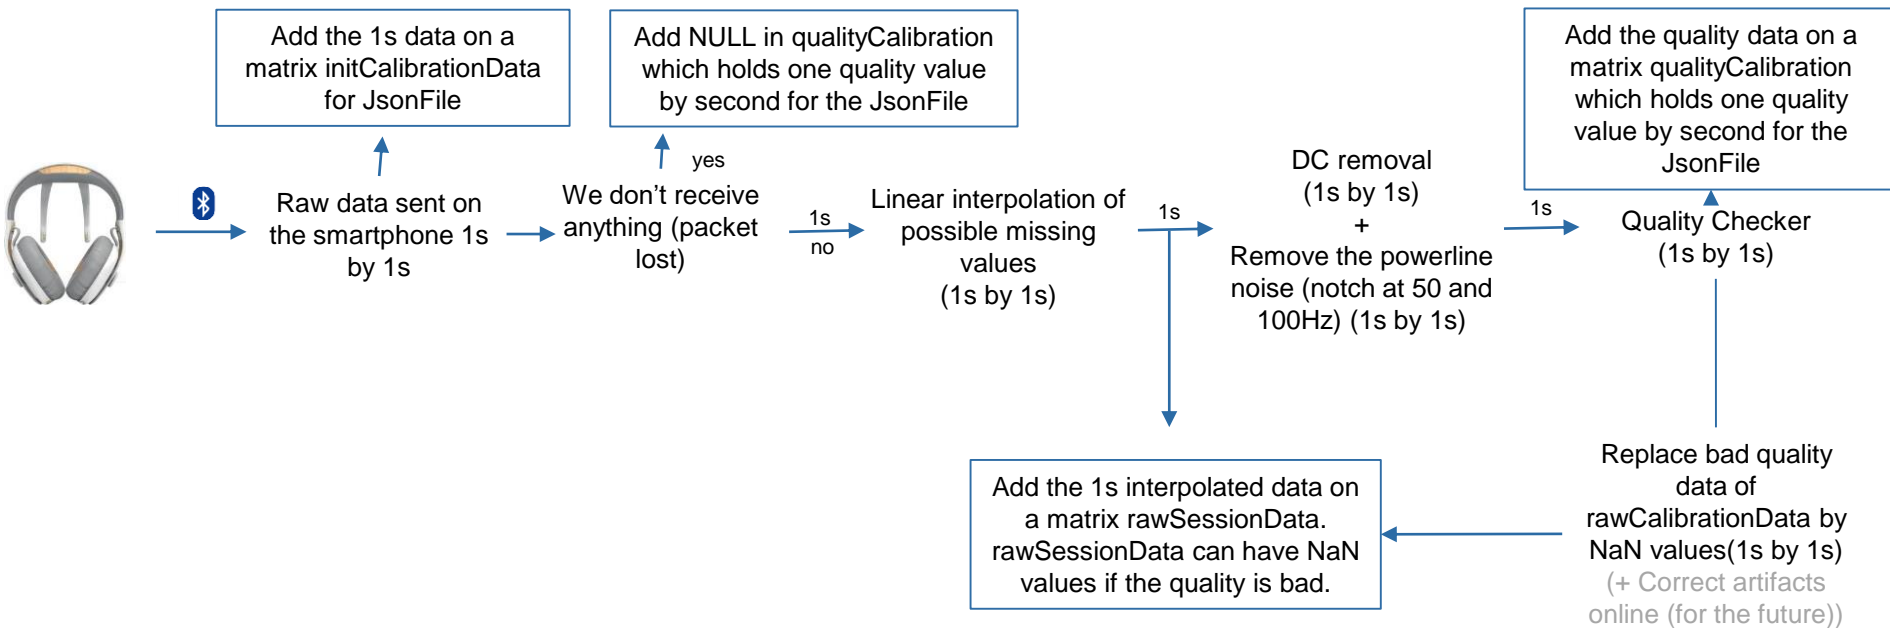 Add the 1s data on a
matrix initCalibrationData
for JsonFile
Add NULL in qualityCalibration
which holds one quality value
by second for the JsonFile
Add the quality data on a
matrix qualityCalibration
which holds one quality
value by second for the
JsonFile
Raw data sent on
the smartphone 1s
by 1s
yes
We don't receive
anything (packet
lost)
1s
no
Linear interpolation of
possible missing
values
(1s by 1s)
1s
DC removal
(1s by 1s)
+
Remove the powerline
noise (notch at 50 and
100Hz) (1s by 1s)
1s
Quality Checker
(1s by 1s)
Add the 1s interpolated data on
a matrix rawSessionData.
rawSessionData can have NaN
values if the quality is bad.
Replace bad quality
data of
rawCalibrationData by
NaN values(1s by 1s)
(+ Correct artifacts
online (for the future))